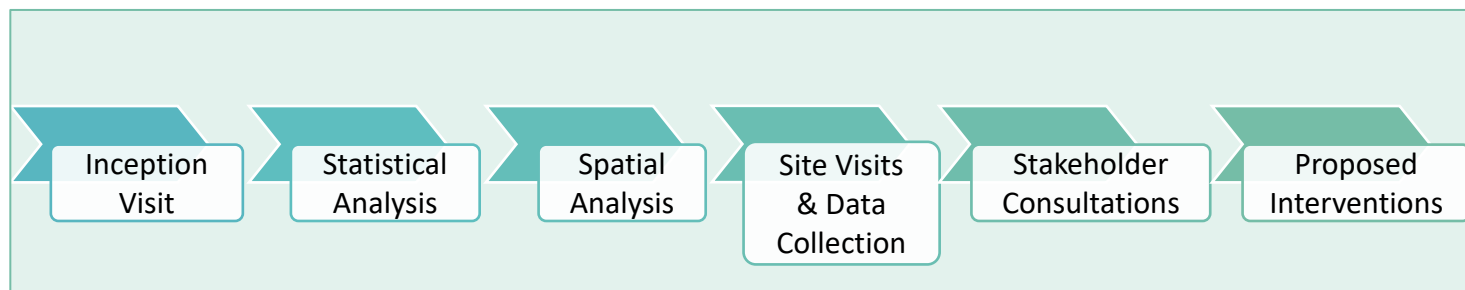 Inception
Visit
Statistical
Analysis
Spatial
Analysis
Site Visits
& Data
Collection
Stakeholder
Consultations
Proposed
Interventions